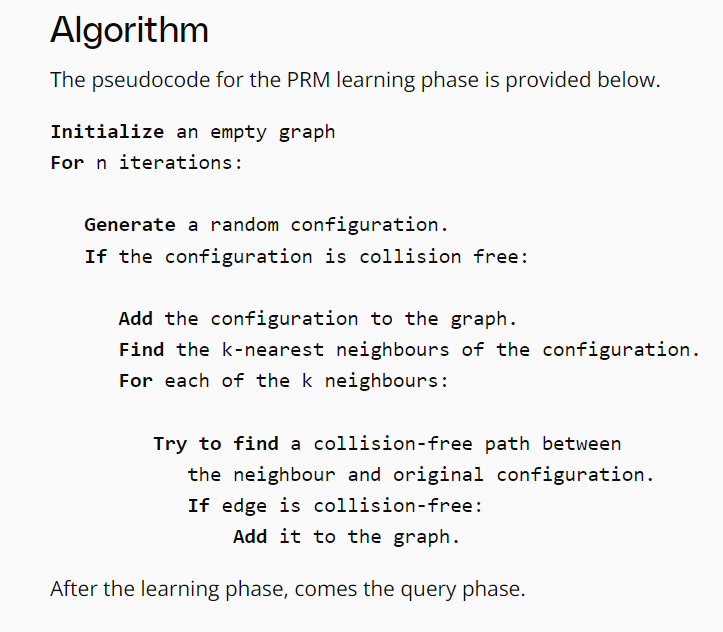 Algorithm
The pseudocode for the PRM learning phase is provided below.
Initialize an empty graph
For n iterations:
Generate a random configuration.
If the configuration is collision free:
Add the configuration to the graph.
Find the k-nearest neighbours of the configuration.
For each of the k neighbours:
Try to find a collision-free path between
the neighbour and original configuration.
If edge is collision-free:
Add it to the graph.
After the learning phase, comes the query phase.